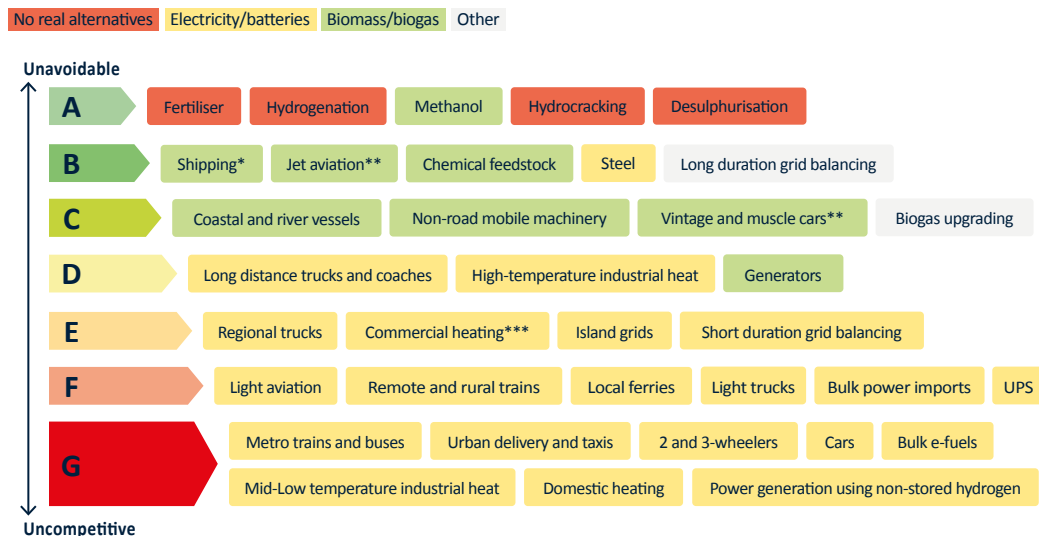 No real alternatives Electricity/batteries Biomass/biogas Other
Unavoidable
A Fertiliser Hydrogenation Methanol Hydrocracking Desulphurisation
B Shipping* Jet aviation** Chemical feedstock Steel Long duration grid balancing
C Coastal and river vessels Non-road mobile machinery Vintage and muscle cars** Biogas upgrading
D Long distance trucks and coaches High-temperature industrial heat Generators
E Regional trucks Commercial heating*** Island grids Short duration grid balancing
F Light aviation Remote and rural trains Local ferries Light trucks Bulk power imports UPS
G Metro trains and buses Urban delivery and taxis 2 and 3-wheelers Cars Bulk e-fuels
Mid-Low temperature industrial heat Domestic heating Power generation using non-stored hydrogen
Uncompetitive